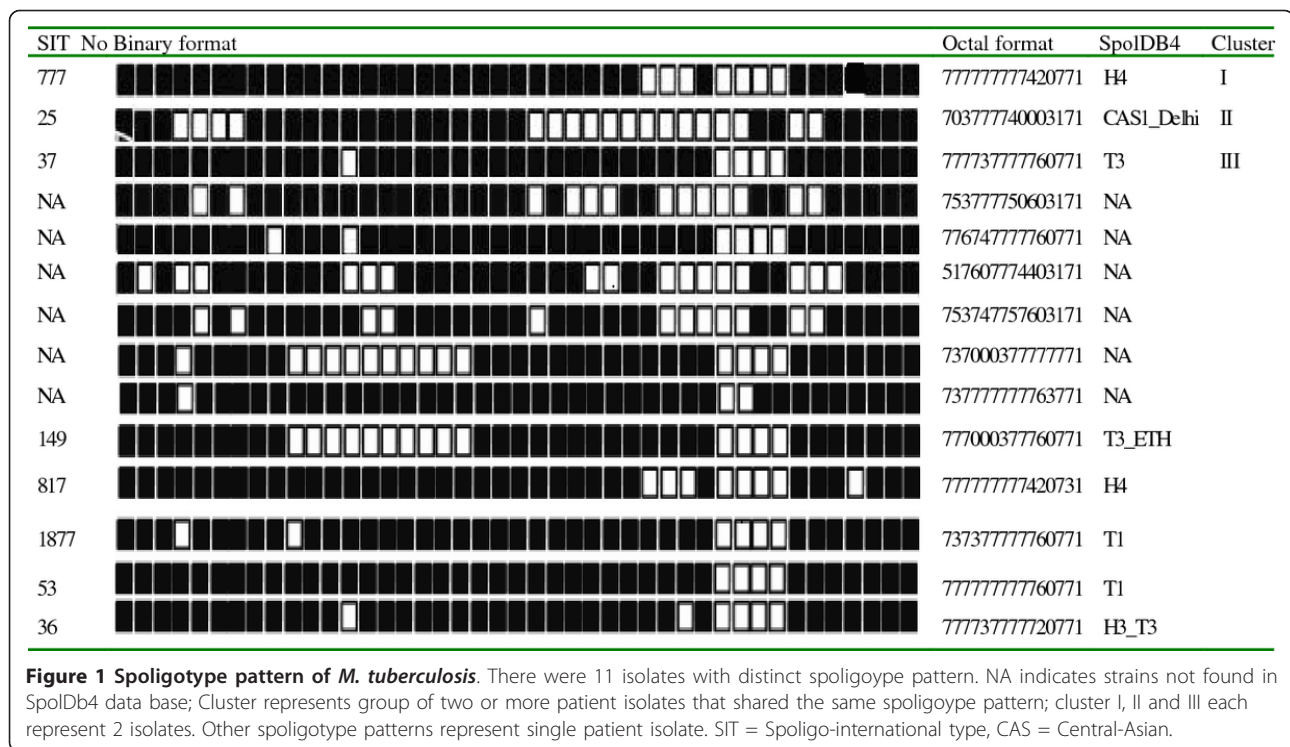 SIT No Binary format Octal format SpolDB4 Cluster
777 777777777420771 H4 I
25 703777740003171 CAS1_Delhi II
37 777737777760771 T3 III
NA 753777750603171 NA
NA 776747777760771 NA
NA 517607774403171 NA
NA 753747757603171 NA
NA 737000377777771 NA
NA 737777777763771 NA
149 777000377760771 T3_ETH
817 777777777420731 H4
1877 737377777760771 T1
53 777777777760771 T1
36 777737777720771 H3_T3
Figure 1 Spoligotype pattern of M. tuberculosis. There were 11 isolates with distinct spoligoype pattern. NA indicates strains not found in
SpolDb4 data base; Cluster represents group of two or more patient isolates that shared the same spoligoype pattern; cluster I, II and III each
represent 2 isolates. Other spoligotype patterns represent single patient isolate. SIT = Spoligo-international type, CAS = Central-Asian.